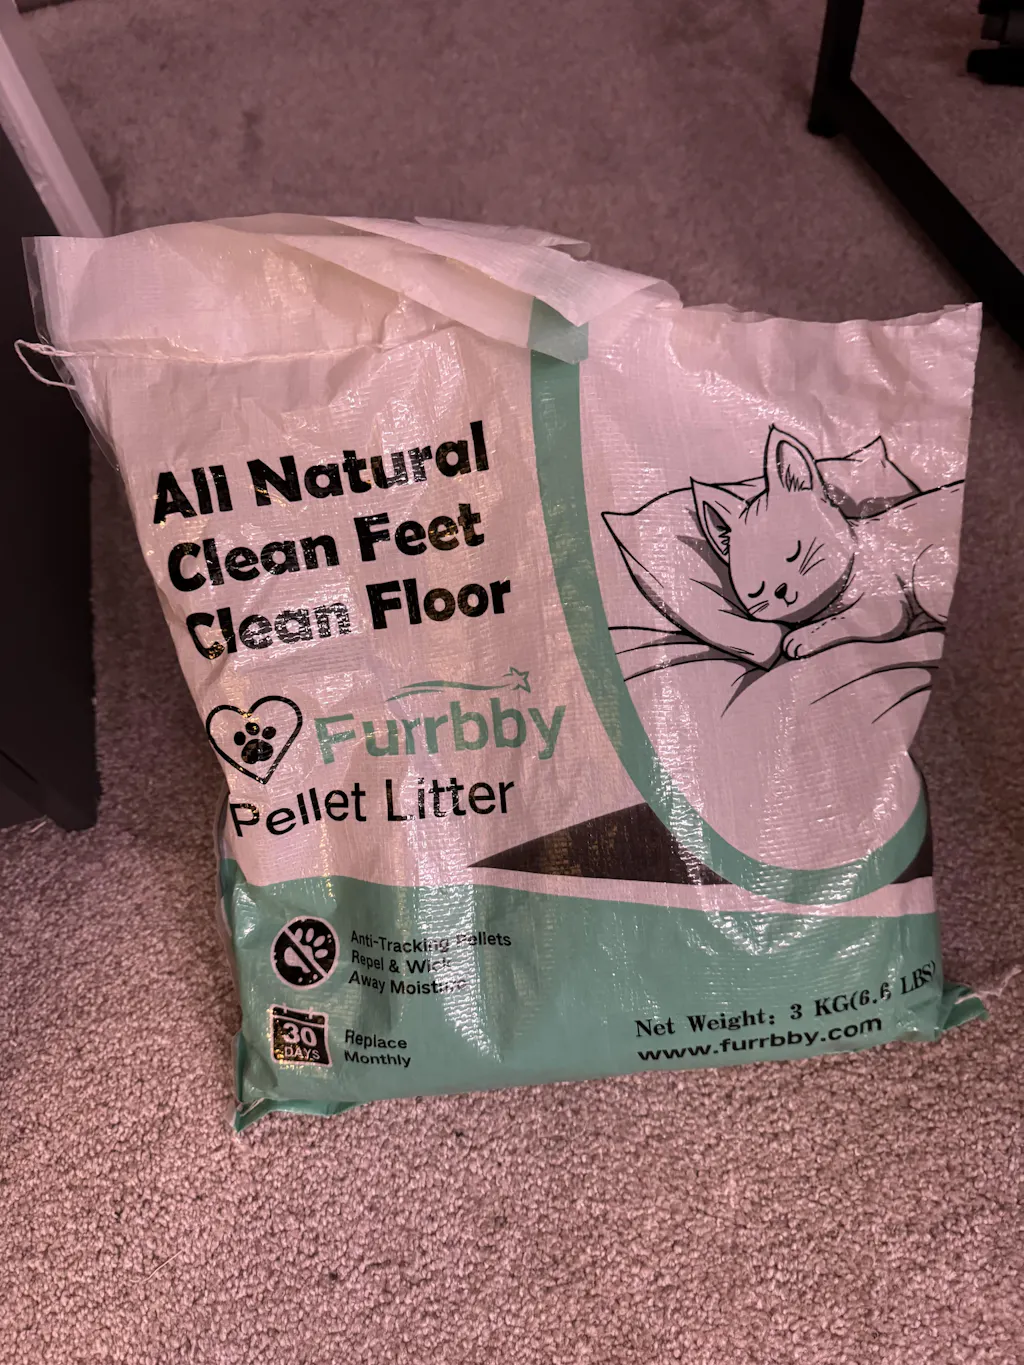 All Natural
Clean Feet
Clean Floor
Furrbby
Pellet Litter
Anti-Tracking Pellets
Repel & Wick
Away Moisture
30
DAYS
Replace
Monthly
Net Weight: 3 KG(6.6 LBS)
www.furrbby.com